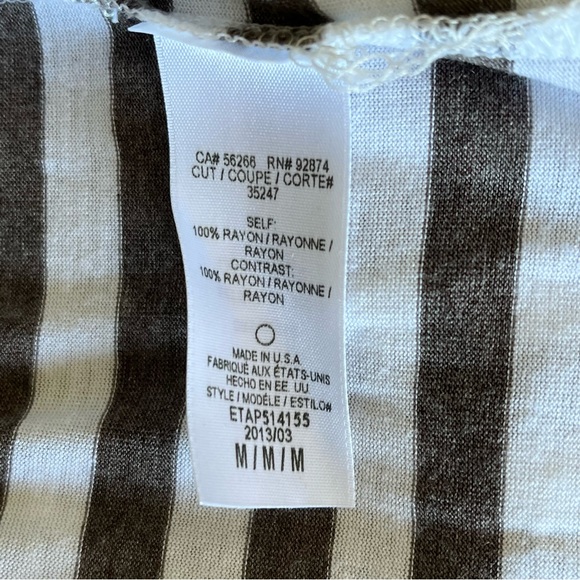 CA# 56266 RN# 92874
CUT / COUPE / CORTE#
35247
SELF:
100% RAYON / RAYONNE /
RAYON
CONTRAST:
100% RAYON / RAYONNE /
RAYON
MADE IN U.S.A
FABRIQUÉ AUX ÉTATS-UNIS
HECHO EN EE. UU
STYLE / MODÈLE / ESTILO#
ETAP514155
2013/03
M / M / M